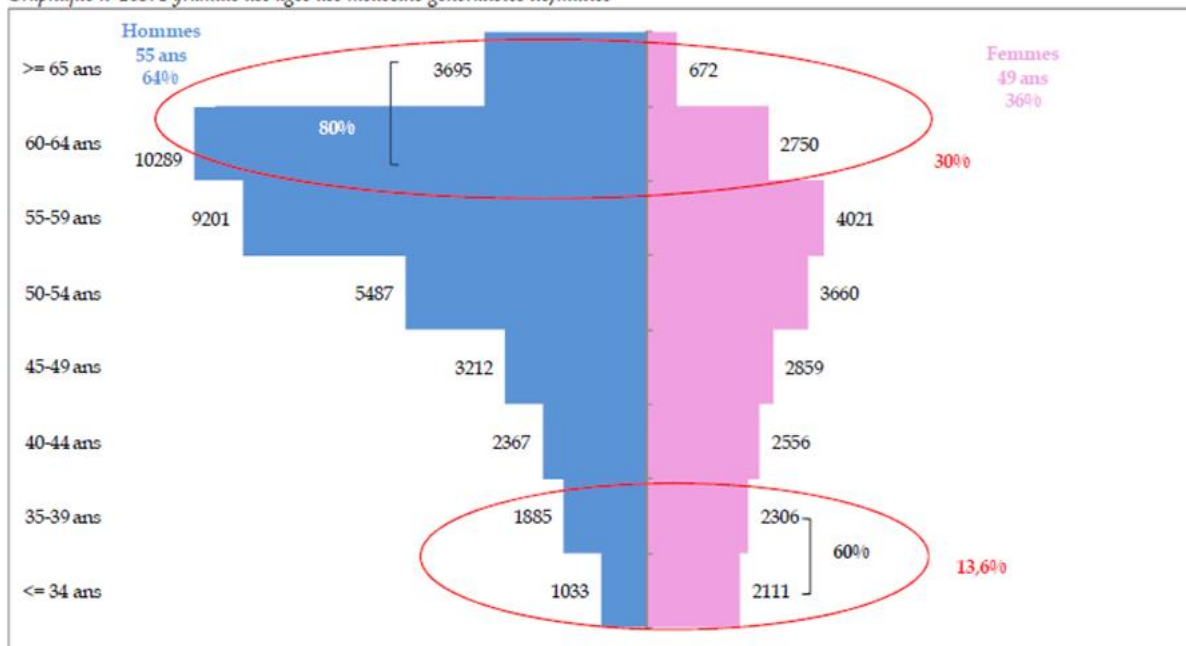 Hommes
55 ans
64%
Femmes
49 ans
36%
>= 65 ans
3695
672
80%
60-64 ans
10289
2750
30%
55-59 ans
9201
4021
50-54 ans
5487
3660
45-49 ans
3212
2859
40-44 ans
2367
2556
35-39 ans
1885
2306
60%
13,6%
<= 34 ans
1033
2111